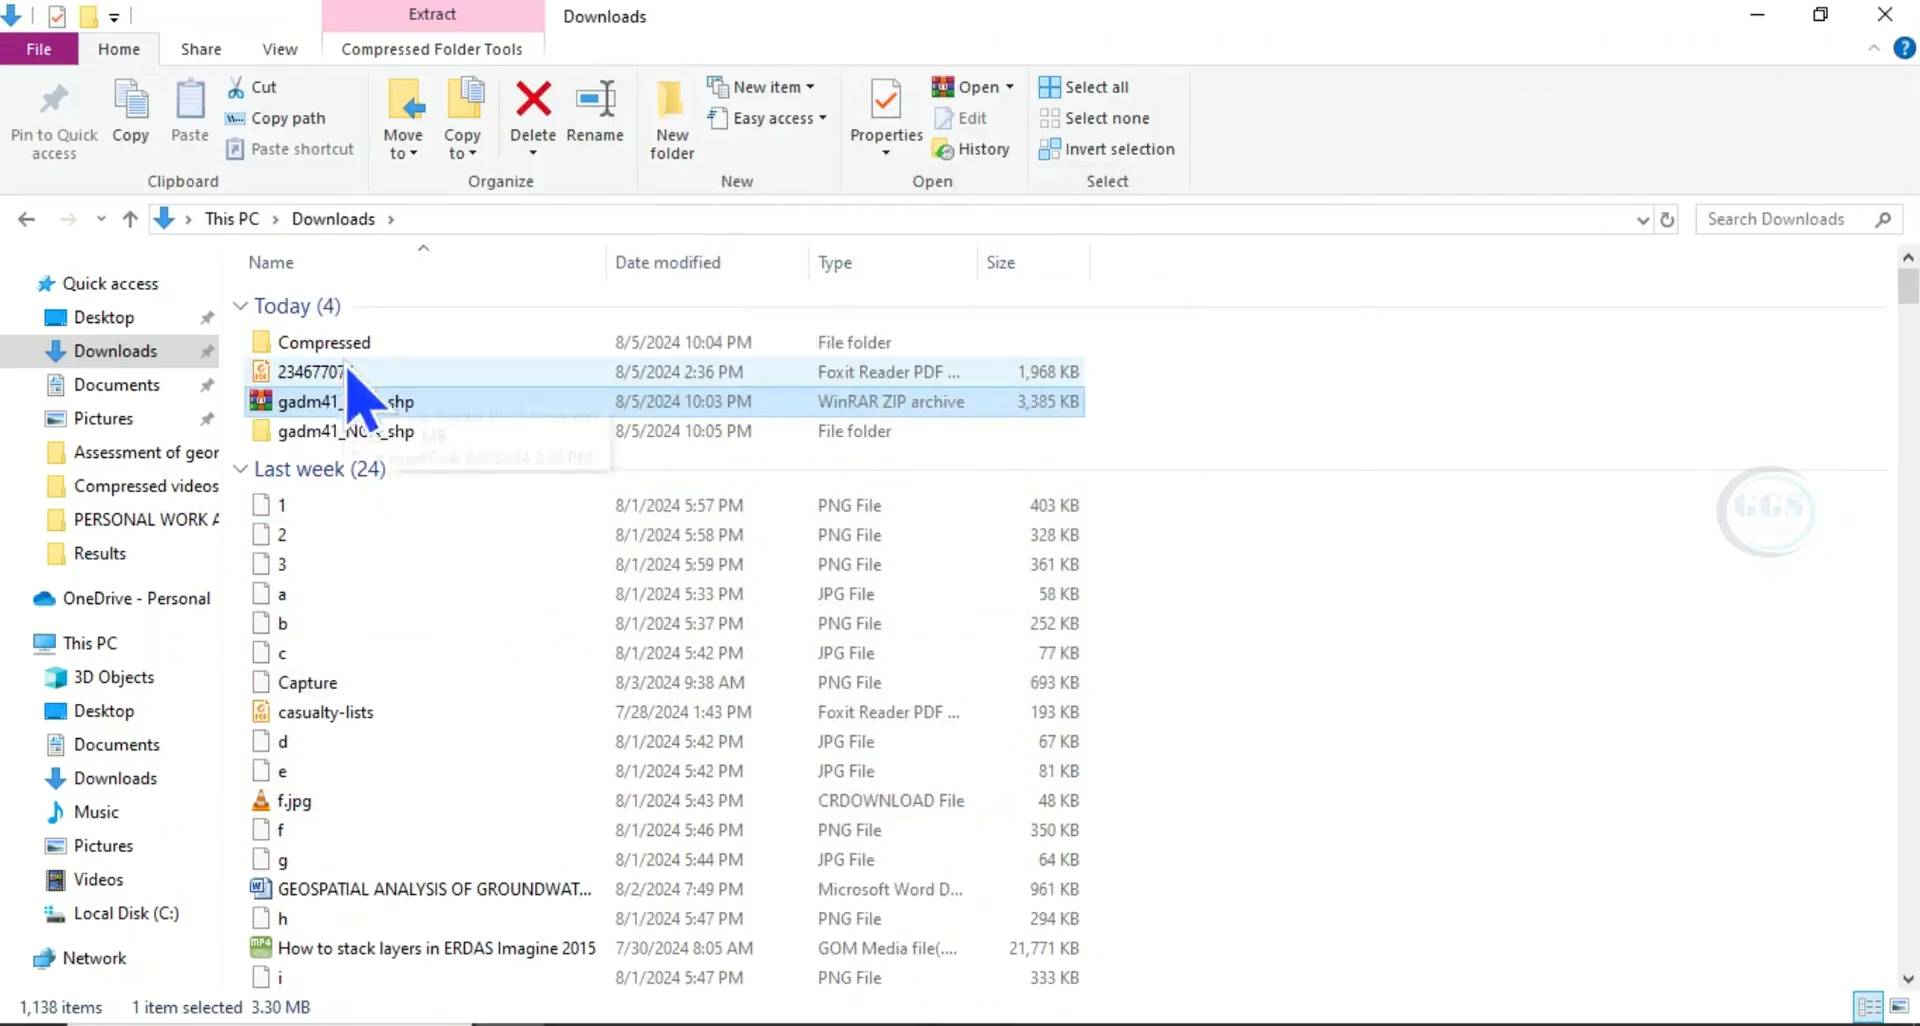 Extract
Downloads
File
Home
Share
View
Compressed Folder Tools
Pin to Quick access
Copy
Paste
Cut
Copy path
Paste shortcut
Clipboard
Move to
Copy to
Delete
Rename
Organize
New folder
New item
Easy access
New
Properties
Open
Edit
History
Open
Select all
Select none
Invert selection
Select
This PC
Downloads
Search Downloads
Name
Date modified
Type
Size
Quick access
Desktop
Downloads
Documents
Pictures
Assessment of geor
Compressed videos
PERSONAL WORK A
Results
OneDrive - Personal
This PC
3D Objects
Desktop
Documents
Downloads
Music
Pictures
Videos
Local Disk (C:)
Network
Today (4)
Compressed 8/5/2024 10:04 PM File folder
8/5/2024 2:36 PM Foxit Reader PDF ... 1,968 KB
gadm41_ shp 8/5/2024 10:03 PM WinRAR ZIP archive 3,385 KB
8/5/2024 10:05 PM File folder
Last week (24)
1 8/1/2024 5:57 PM PNG File 403 KB
2 8/1/2024 5:58 PM PNG File 328 KB
3 8/1/2024 5:59 PM PNG File 361 KB
a 8/1/2024 5:33 PM JPG File 58 KB
b 8/1/2024 5:37 PM PNG File 252 KB
c 8/1/2024 5:42 PM JPG File 77 KB
Capture 8/3/2024 9:38 AM PNG File 693 KB
casualty-lists 7/28/2024 1:43 PM Foxit Reader PDF ... 193 KB
d 8/1/2024 5:42 PM JPG File 67 KB
e 8/1/2024 5:42 PM JPG File 81 KB
f.jpg 8/1/2024 5:43 PM CRDOWNLOAD File 48 KB
f 8/1/2024 5:46 PM PNG File 350 KB
g 8/1/2024 5:44 PM JPG File 64 KB
GEOSPATIAL ANALYSIS OF GROUNDWAT... 8/2/2024 7:49 PM Microsoft Word D... 961 KB
h 8/1/2024 5:47 PM PNG File 294 KB
How to stack layers in ERDAS Imagine 2015 7/30/2024 8:05 AM GOM Media file(.... 21,771 KB
i 8/1/2024 5:47 PM PNG File 333 KB
GGS
1,138 items 1 item selected 3.30 MB